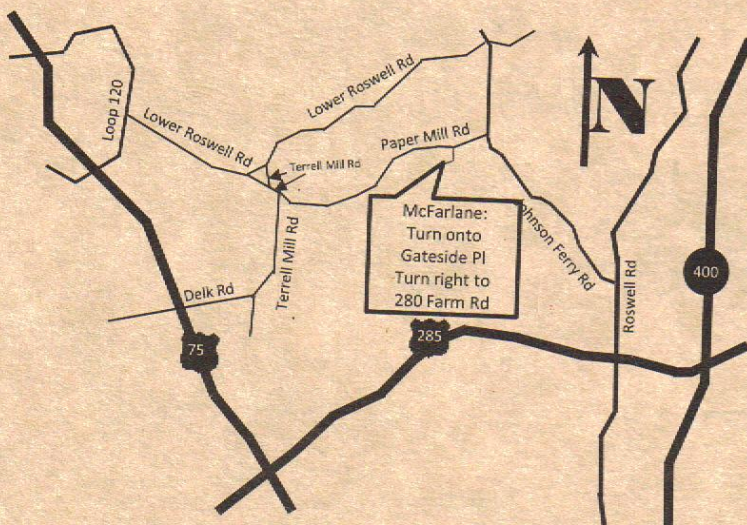 Lower Roswell Rd
N
Loop 120
Lower Roswell Rd
Paper Mill Rd
Terrell Mill Rd
McFarlane:
Turn onto
Gateside Pl
Turn right to
280 Farm Rd
Johnson Ferry Rd
Terrell Mill Rd
Delk Rd
Roswell Rd
400
75
285